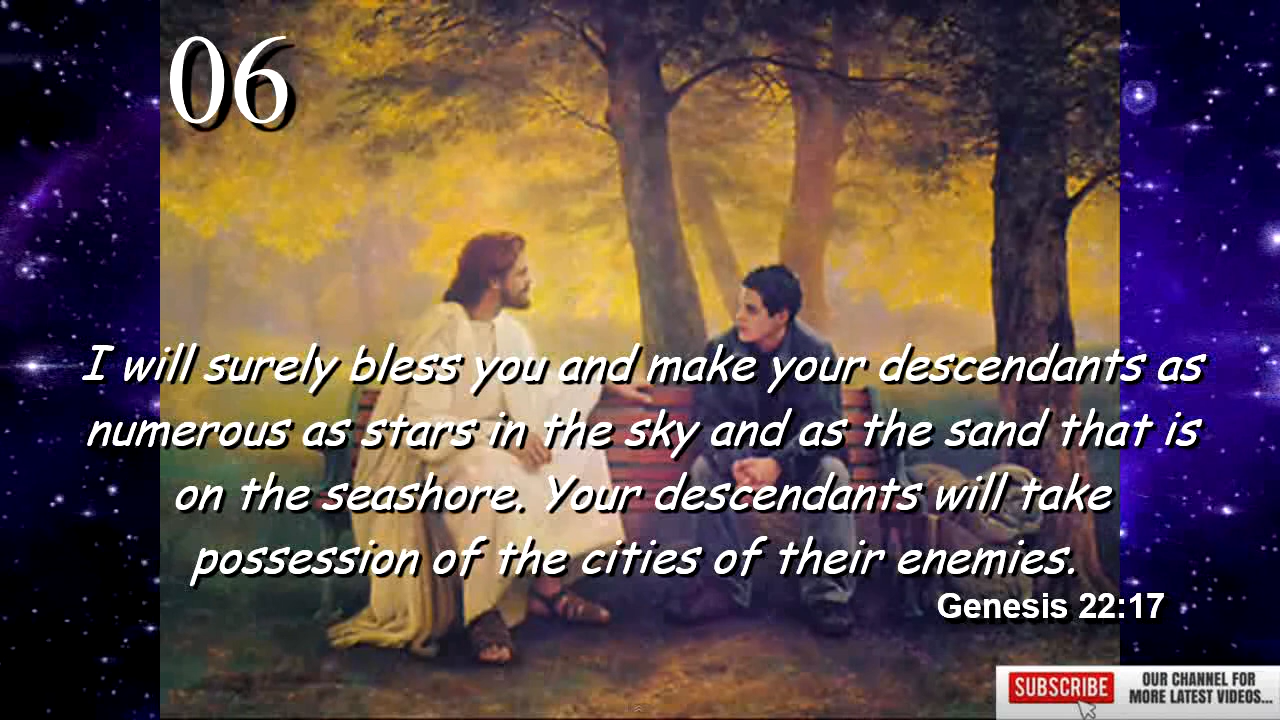 06
I will surely bless you and make your descendants as
numerous as stars in the sky and as the sand that is
on the seashore. Your descendants will take
possession of the cities of their enemies.
Genesis 22:17
SUBSCRIBE
OUR CHANNEL FOR
MORE LATEST VIDEOS...